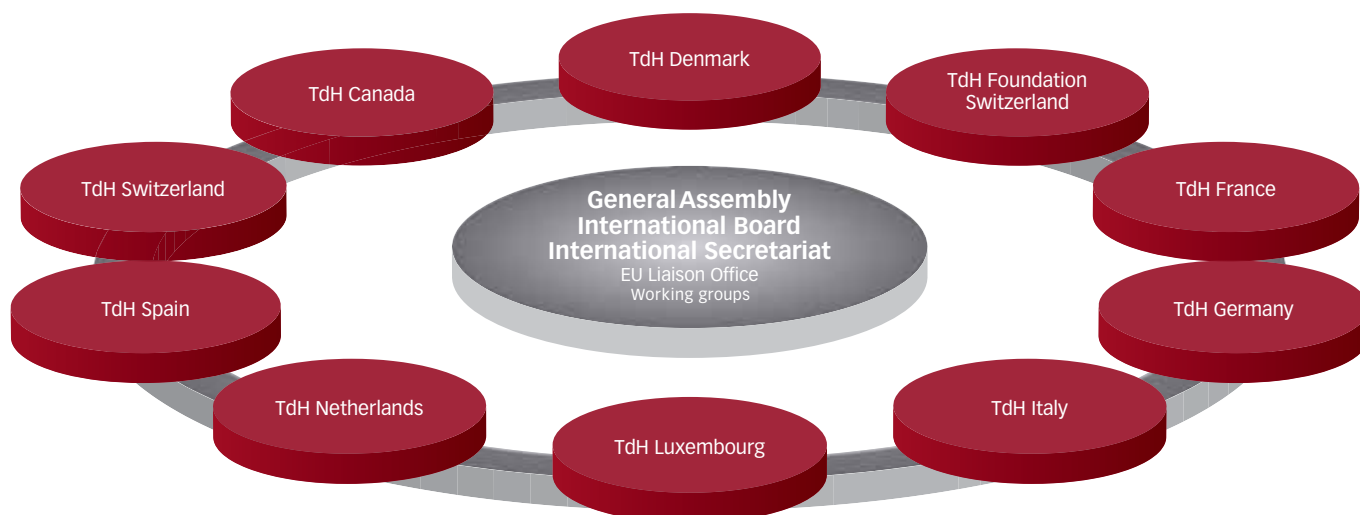 TdH Denmark
TdH Canada
TdH Foundation
Switzerland
TdH Switzerland
TdH France
General Assembly
International Board
International Secretariat
EU Liaison Office
Working groups
TdH Spain
TdH Germany
TdH Netherlands
TdH Italy
TdH Luxembourg